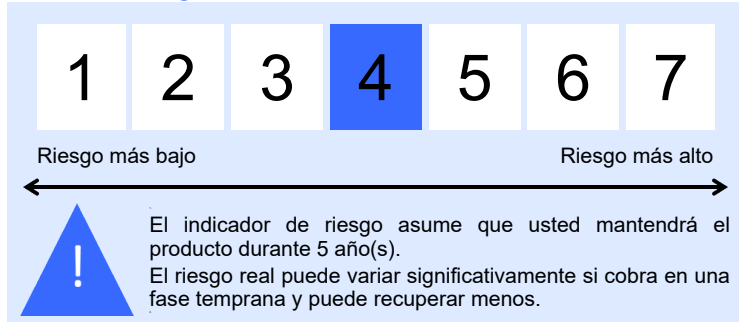 1 2 3 4 5 6 7
Riesgo más bajo Riesgo más alto
!
El indicador de riesgo asume que usted mantendrá el
producto durante 5 año(s).
El riesgo real puede variar significativamente si cobra en una
fase temprana y puede recuperar menos.